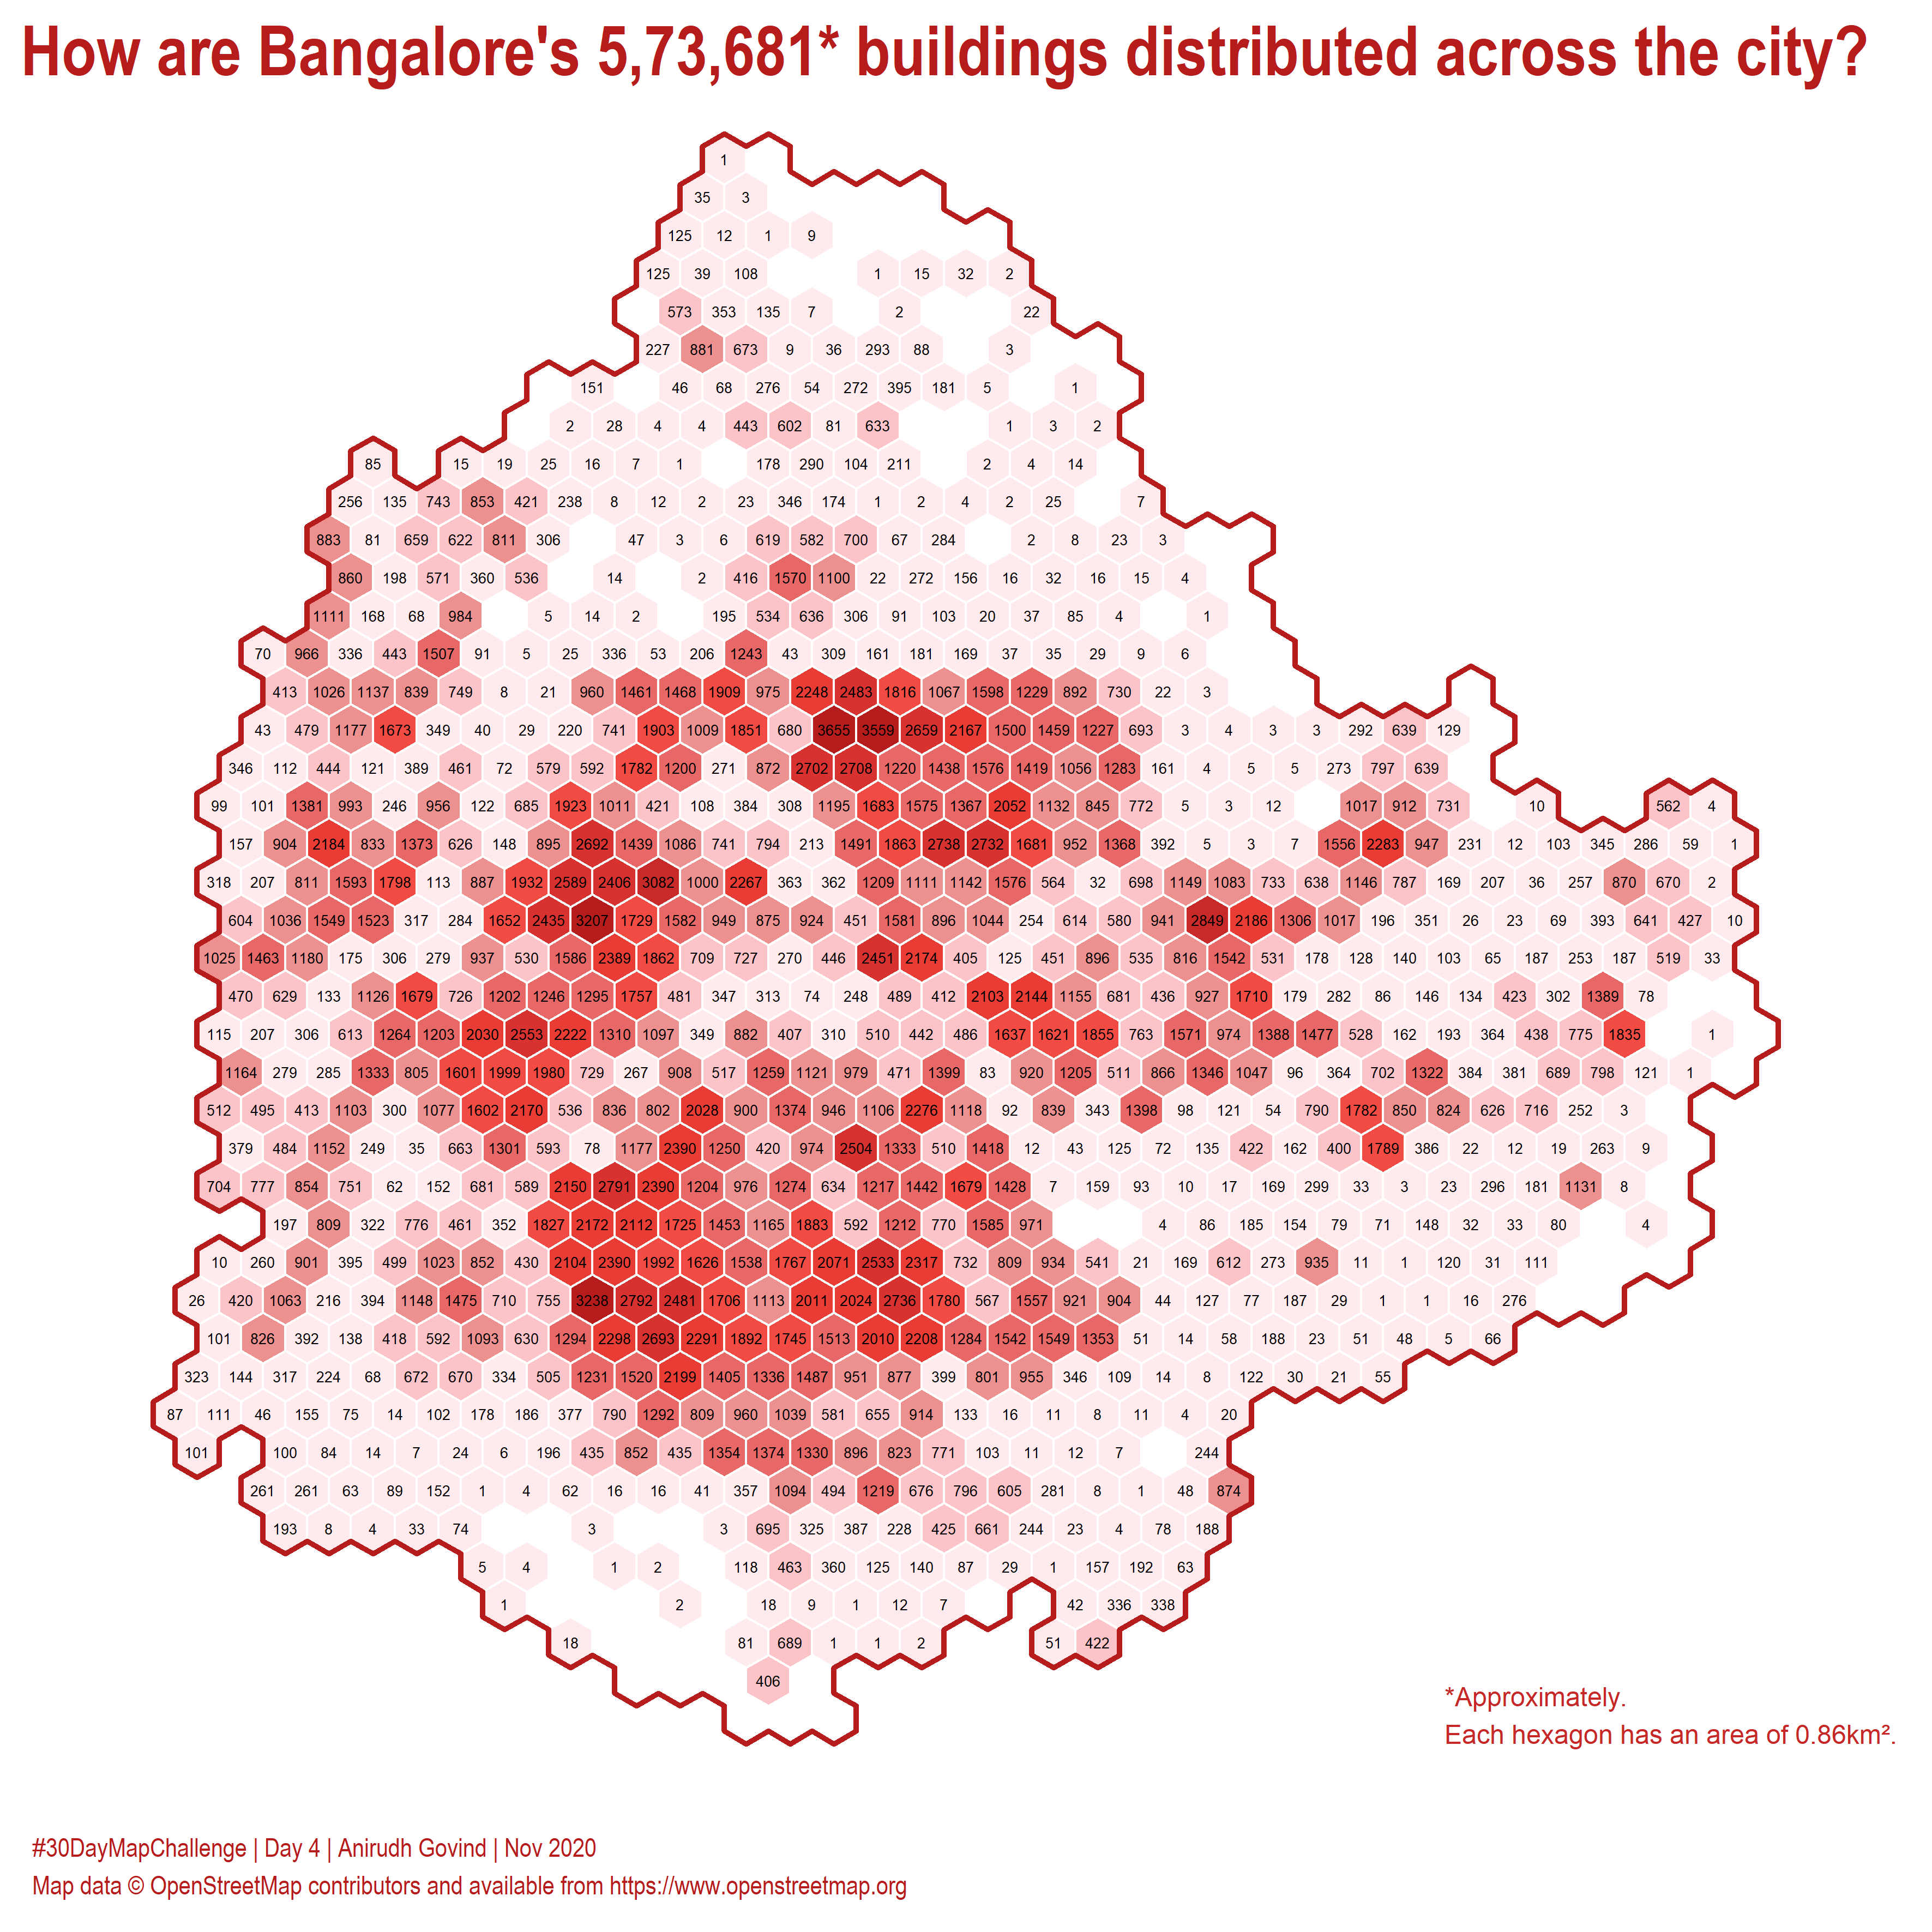 How are Bangalore's 5,73,681* buildings distributed across the city?
1
35 3
125 12 1 9
125 39 108 1 15 32 2
573 353 135 7 2 22
227 881 673 9 36 293 88 3
151 46 68 276 54 272 395 181 5 1
2 28 4 4 443 602 81 633 1 3 2
85 15 19 25 16 7 1 178 290 104 211 2 4 14
256 135 743 853 421 238 8 12 2 23 346 174 1 2 4 2 25 7
883 81 659 622 811 306 47 3 6 619 582 700 67 284 2 8 23 3
860 198 571 360 536 14 2 416 1570 1100 22 272 156 16 32 16 15 4
1111 168 68 984 5 14 2 195 534 636 306 91 103 20 37 85 4 1
70 966 336 443 1507 91 5 25 336 53 206 1243 43 309 161 181 169 37 35 29 9 6
413 1026 1137 839 749 8 21 960 1461 1468 1909 975 2248 2483 1816 1067 1598 1229 892 730 22 3
43 479 1177 1673 349 40 29 220 741 1903 1009 1851 680 3655 3559 2659 2167 1500 1459 1227 693 3 4 3 3 292 639 129
346 112 444 121 389 461 72 579 592 1782 1200 271 872 2702 2708 1220 1438 1576 1419 1056 1283 161 4 5 5 273 797 639
99 101 1381 993 246 956 122 685 1923 1011 421 108 384 308 1195 1683 1575 1367 2052 1132 845 772 5 3 12 1017 912 731 10 562 4
157 904 2184 833 1373 626 148 895 2692 1439 1086 741 794 213 1491 1863 2738 2732 1681 952 1368 392 5 3 7 1556 2283 947 231 12 103 345 286 59 1
318 207 811 1593 1798 113 887 1932 2589 2406 3082 1000 2267 363 362 1209 1111 1142 1576 564 32 698 1149 1083 733 638 1146 787 169 207 36 257 870 670 2
604 1036 1549 1523 317 284 1652 2435 3207 1729 1582 949 875 924 451 1581 896 1044 254 614 580 941 2849 2186 1306 1017 196 351 26 23 69 393 641 427 10
1025 1463 1180 175 306 279 937 530 1586 2389 1862 709 727 270 446 2451 2174 405 125 451 896 535 816 1542 531 178 128 140 103 65 187 253 187 519 33
470 629 133 1126 1679 726 1202 1246 1295 1757 481 347 313 74 248 489 412 2103 2144 1155 681 436 927 1710 179 282 86 146 134 423 302 1389 78
115 207 306 613 1264 1203 2030 2553 2222 1310 1097 349 882 407 310 510 442 486 1637 1621 1855 763 1571 974 1388 1477 528 162 193 364 438 775 1835 1
1164 279 285 1333 805 1601 1999 1980 729 267 908 517 1259 1121 979 471 1399 83 920 1205 511 866 1346 1047 96 364 702 1322 384 381 689 798 121 1
512 495 413 1103 300 1077 1602 2170 536 836 802 2028 900 1374 946 1106 2276 1118 92 839 343 1398 98 121 54 790 1782 850 824 626 716 252 3
379 484 1152 249 35 663 1301 593 78 1177 2390 1250 420 974 2504 1333 510 1418 12 43 125 72 135 422 162 400 1789 386 22 12 19 263 9
704 777 854 751 62 152 681 589 2150 2791 2390 1204 976 1274 634 1217 1442 1679 1428 7 159 93 10 17 169 299 33 3 23 296 181 1131 8
197 809 322 776 461 352 1827 2172 2112 1725 1453 1165 1883 592 1212 770 1585 971 4 86 185 154 79 71 148 32 33 80 4
10 260 901 395 499 1023 852 430 2104 2390 1992 1626 1538 1767 2071 2533 2317 732 809 934 541 21 169 612 273 935 11 1 120 31 111
26 420 1063 216 394 1148 1475 710 755 3238 2792 2481 1706 1113 2011 2024 2736 1780 567 1557 921 904 44 127 77 187 29 1 1 16 276
101 826 392 138 418 592 1093 630 1294 2298 2693 2291 1892 1745 1513 2010 2208 1284 1542 1549 1353 51 14 58 188 23 51 48 5 66
323 144 317 224 68 672 670 334 505 1231 1520 2199 1405 1336 1487 951 877 399 801 955 346 109 14 8 122 30 21 55
87 111 46 155 75 14 102 178 186 377 790 1292 809 960 1039 581 655 914 133 16 11 8 11 4 20
101 100 84 14 7 24 6 196 435 852 435 1354 1374 1330 896 823 771 103 11 12 7 244
261 261 63 89 152 1 4 62 16 16 41 357 1094 494 1219 676 796 605 281 8 1 48 874
193 8 4 33 74 3 3 695 325 387 228 425 661 244 23 4 78 188
5 4 1 2 118 463 360 125 140 87 29 1 157 192 63
1 2 18 9 1 12 7 42 336 338
18 81 689 1 1 2 51 422
406
*Approximately.
Each hexagon has an area of 0.86km².
#30DayMapChallenge | Day 4 | Anirudh Govind | Nov 2020
Map data © OpenStreetMap contributors and available from https://www.openstreetmap.org